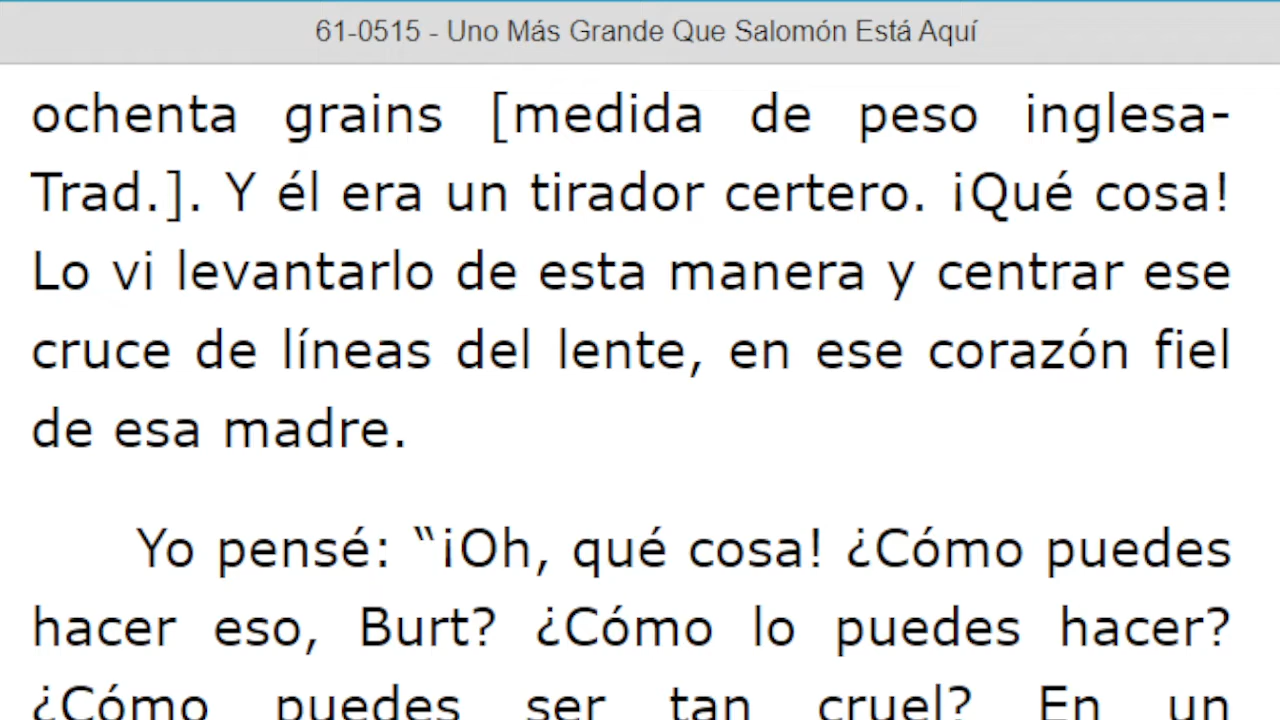 61-0515 - Uno Más Grande Que Salomón Está Aquí
ochenta grains [medida de peso inglesa-
Trad.]. Y él era un tirador certero. ¡Qué cosa!
Lo vi levantarlo de esta manera y centrar ese
cruce de líneas del lente, en ese corazón fiel
de esa madre.
Yo pensé: “¡Oh, qué cosa! ¿Cómo puedes
hacer eso, Burt? ¿Cómo lo puedes hacer?
¿Cómo puedes ser tan cruel? En un